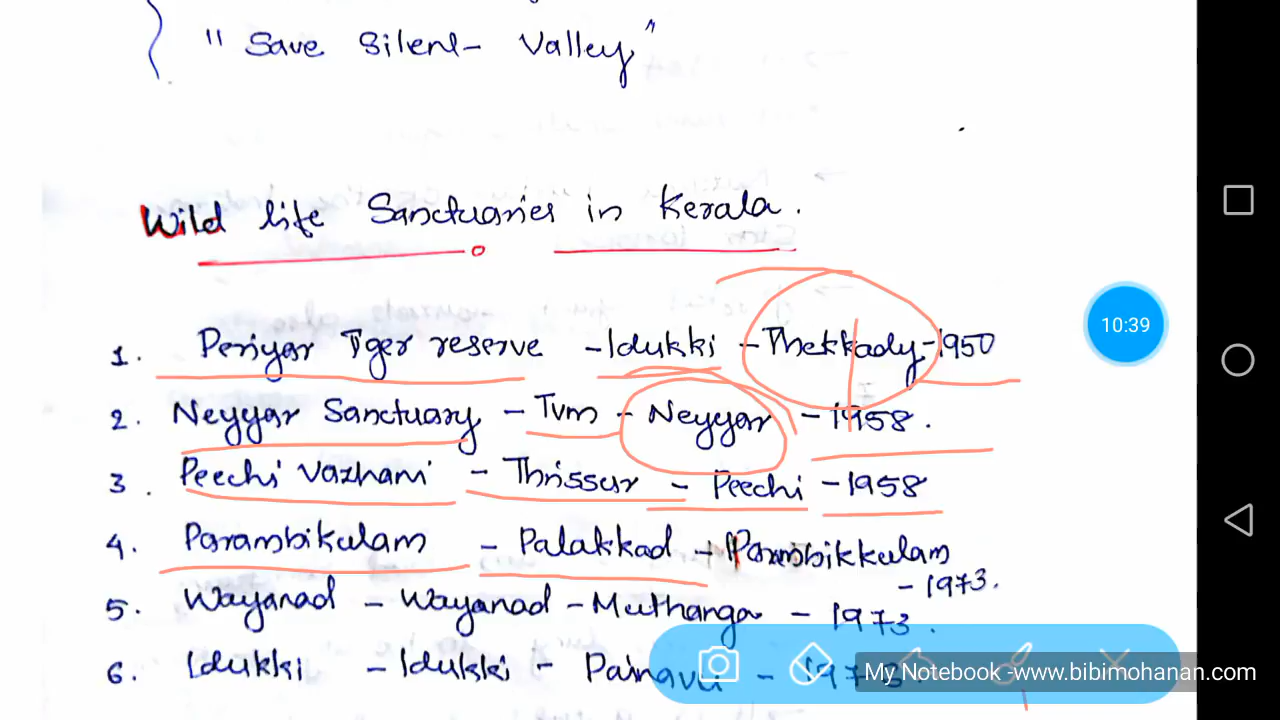 "Save Silent- Valley"
Wild life Sanctuaries in Kerala.
1. Periyar Tiger reserve - Idukki - Thekkady - 1950
10:39
2. Neyyar Sanctuary - Tvm - Neyyar - 1958.
3. Peechi Vazhani - Thrissur - Peechi - 1958
4. Parambikulam - Palakkad - Parambikkulam
- 1973.
5. Wayanad - Wayanad - Muthanga - 1973.
6. Idukki - Idukki - Painavu -
My Notebook -www.bibimohanan.com